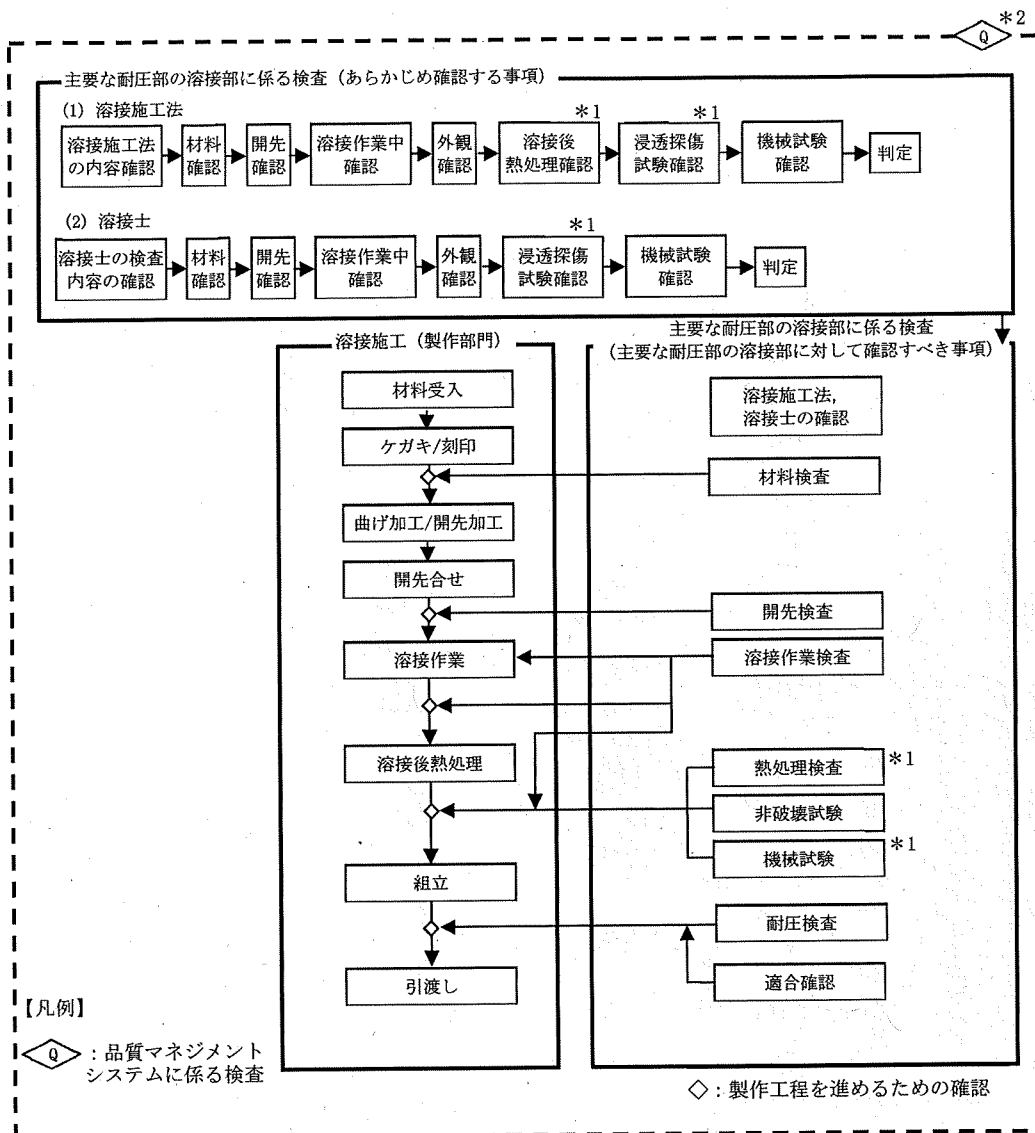 *2
Q
主要な耐圧部の溶接部に係る検査(あらかじめ確認する事項)
(1) 溶接施工法
*1
*1
溶接施工法
の内容確認
材料
確認
開先
確認
溶接作業中
確認
外観
確認
溶接後
熱処理確認
浸透探傷
試験確認
機械試験
確認
判定
(2) 溶接士
*1
溶接士の検査
内容の確認
材料
確認
開先
確認
溶接作業中
確認
外観
確認
浸透探傷
試験確認
機械試験
確認
判定
溶接施工(製作部門)
材料受入
ケガキ/刻印
曲げ加工/開先加工
開先合せ
溶接作業
溶接後熱処理
組立
引渡し
主要な耐圧部の溶接部に係る検査
(主要な耐圧部の溶接部に対して確認すべき事項)
溶接施工法,
溶接士の確認
材料検査
開先検査
溶接作業検査
熱処理検査
*1
非破壊試験
機械試験
*1
耐圧検査
適合確認
【凡例】
Q :品質マネジメント
システムに係る検査
◇:製作工程を進めるための確認